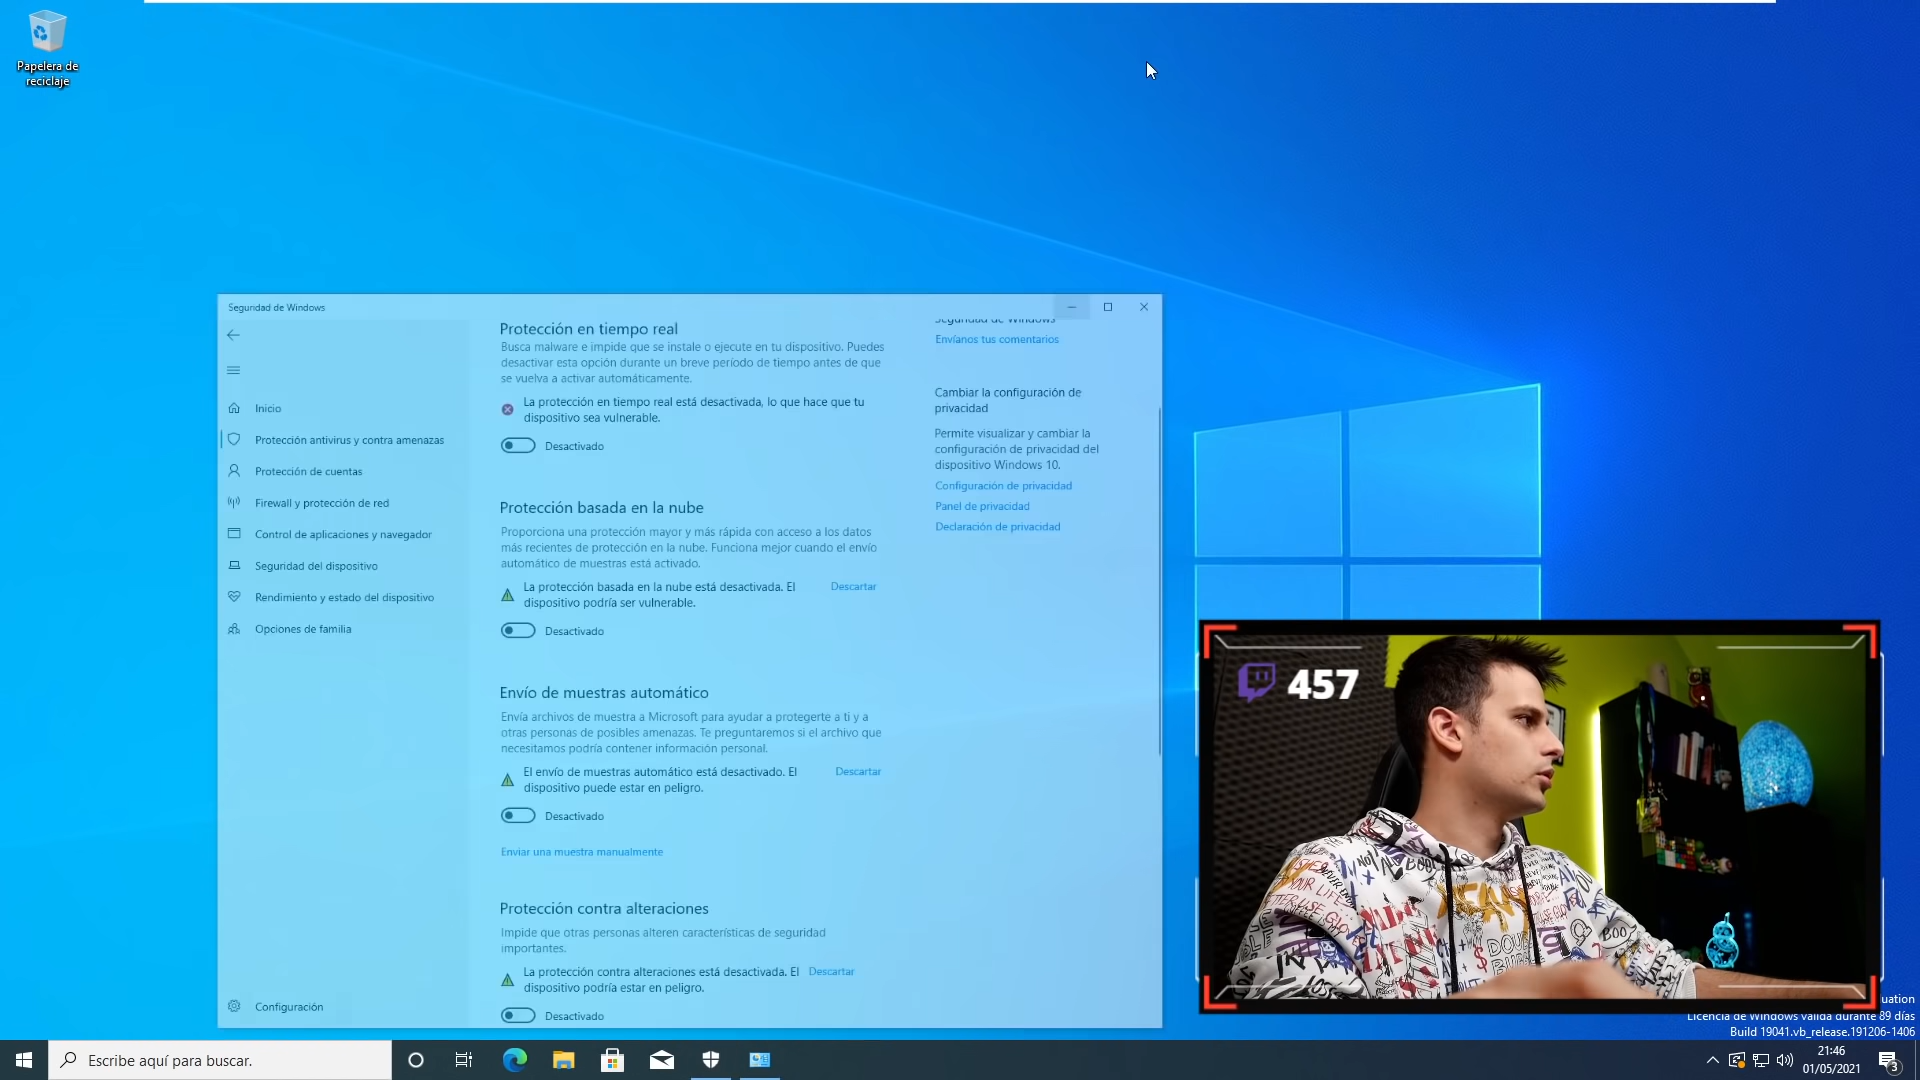 Papelera de
reciclaje
Seguridad de Windows
Inicio
Protección antivirus y contra amenazas
Protección de cuentas
Firewall y protección de red
Control de aplicaciones y navegador
Seguridad del dispositivo
Rendimiento y estado del dispositivo
Opciones de familia
Configuración
Protección en tiempo real
Busca malware e impide que se instale o ejecute en tu dispositivo. Puedes
desactivar esta opción durante un breve período de tiempo antes de que
se vuelva a activar automáticamente.
La protección en tiempo real está desactivada, lo que hace que tu
dispositivo sea vulnerable.
Desactivado
Protección basada en la nube
Proporciona una protección mayor y más rápida con acceso a los datos
más recientes de protección en la nube. Funciona mejor cuando el envío
automático de muestras está activado.
La protección basada en la nube está desactivada. El
dispositivo podría ser vulnerable.
Descartar
Desactivado
Envío de muestras automático
Envía archivos de muestra a Microsoft para ayudar a protegerte a ti y a
otras personas de posibles amenazas. Te preguntaremos si el archivo que
necesitamos podría contener información personal.
El envío de muestras automático está desactivado. El
dispositivo puede estar en peligro.
Descartar
Desactivado
Enviar una muestra manualmente
Protección contra alteraciones
Impide que otras personas alteren características de seguridad
importantes.
La protección contra alteraciones está desactivada. El
dispositivo podría estar en peligro.
Descartar
Desactivado
Seguridad de Windows
Envíanos tus comentarios
Cambiar la configuración de
privacidad
Permite visualizar y cambiar la
configuración de privacidad del
dispositivo Windows 10.
Configuración de privacidad
Panel de privacidad
Declaración de privacidad
457
Licencia de Windows válida durante 89 días
Build 19041.vb_release.191206-1406
Escribe aquí para buscar.
21:46
01/05/2021
3